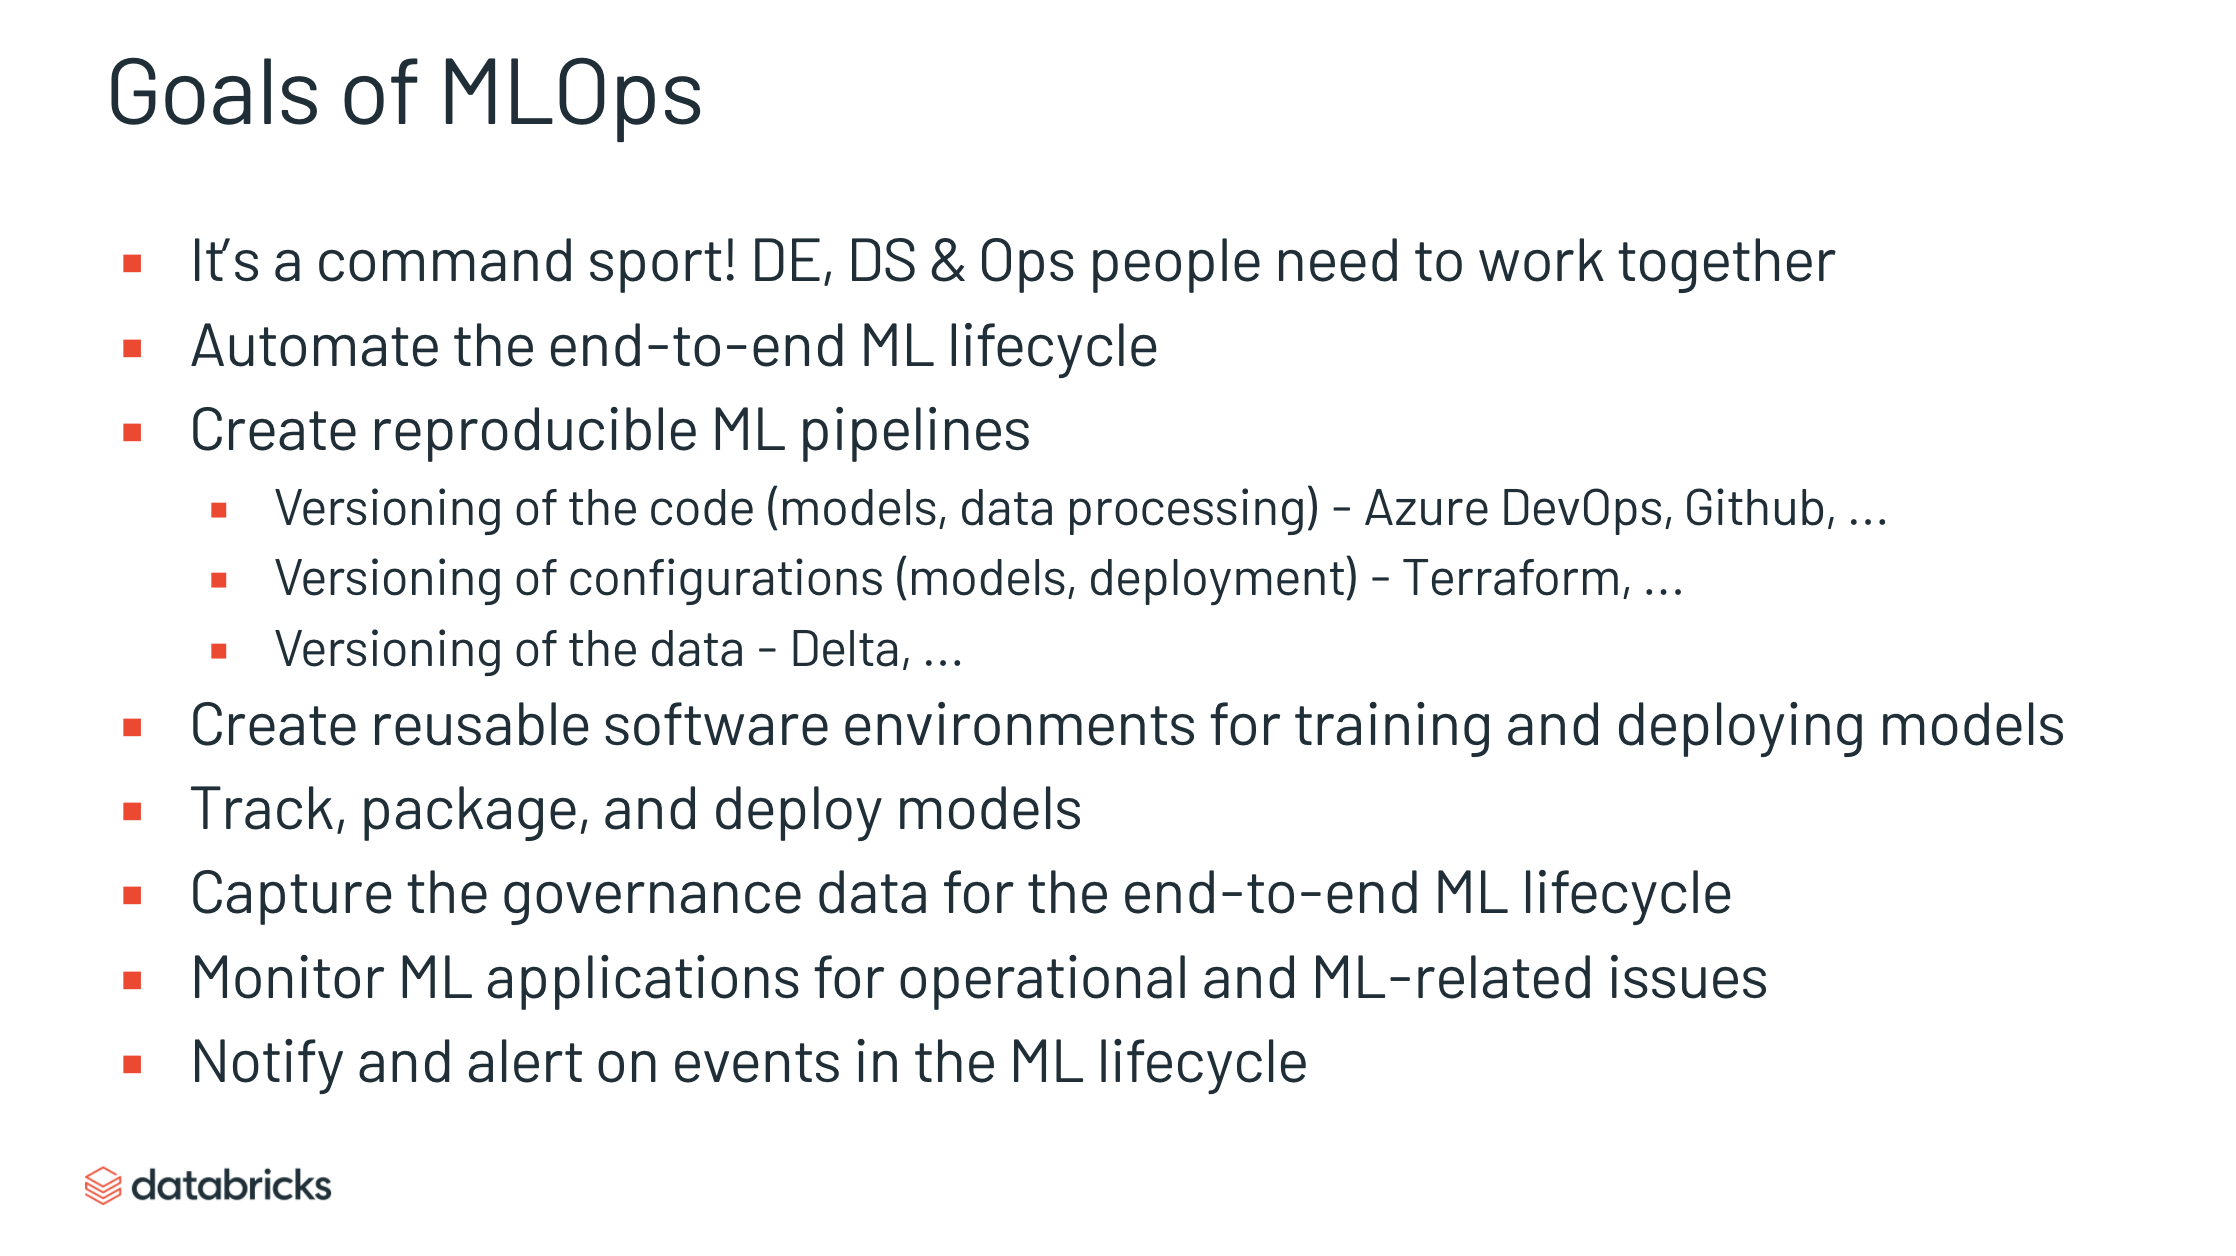 Goals of MLOps
It's a command sport! DE, DS & Ops people need to work together
Automate the end-to-end ML lifecycle
Create reproducible ML pipelines
Versioning of the code (models, data processing) - Azure DevOps, Github, ...
Versioning of configurations (models, deployment) - Terraform, ...
Versioning of the data - Delta, ...
Create reusable software environments for training and deploying models
Track, package, and deploy models
Capture the governance data for the end-to-end ML lifecycle
Monitor ML applications for operational and ML-related issues
Notify and alert on events in the ML lifecycle
databricks